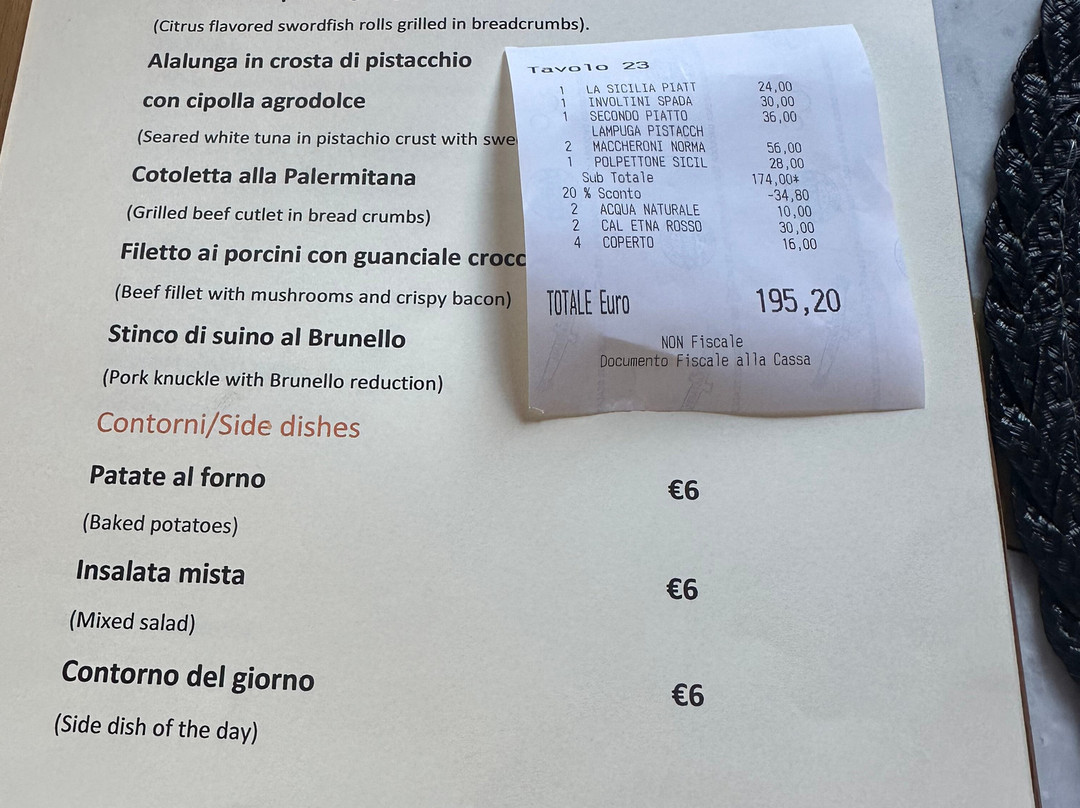 (Citrus flavored swordfish rolls grilled in breadcrumbs).
Alalunga in crosta di pistacchio
con cipolla agrodolce
(Seared white tuna in pistachio crust with swe
Cotoletta alla Palermitana
(Grilled beef cutlet in bread crumbs)
Filetto ai porcini con guanciale crocc
(Beef fillet with mushrooms and crispy bacon)
Stinco di suino al Brunello
(Pork knuckle with Brunello reduction)
Contorni/Side dishes
Patate al forno €6
(Baked potatoes)
Insalata mista €6
(Mixed salad)
Contorno del giorno €6
(Side dish of the day)
Tavolo 23
1 LA SICILIA PIATT 24,00
1 INVOLTINI SPADA 30,00
1 SECONDO PIATTO 36,00
LAMPUGA PISTACCH
2 MACCHERONI NORMA 56,00
1 POLPETTONE SICIL 28,00
Sub Totale 174,00*
20 % Sconto -34,80
2 ACQUA NATURALE 10,00
2 CAL ETNA ROSSO 30,00
4 COPERTO 16,00
TOTALE Euro 195,20
NON Fiscale
Documento Fiscale alla Cassa